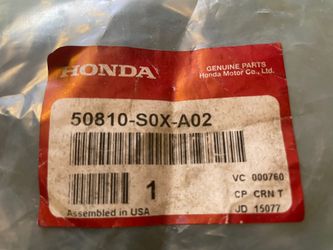 HONDA
GENUINE PARTS
Honda Motor Co., Ltd.
50810-S0X-A02
1
VC 000760
CP CRN T
Assembled in USA
JD 15077